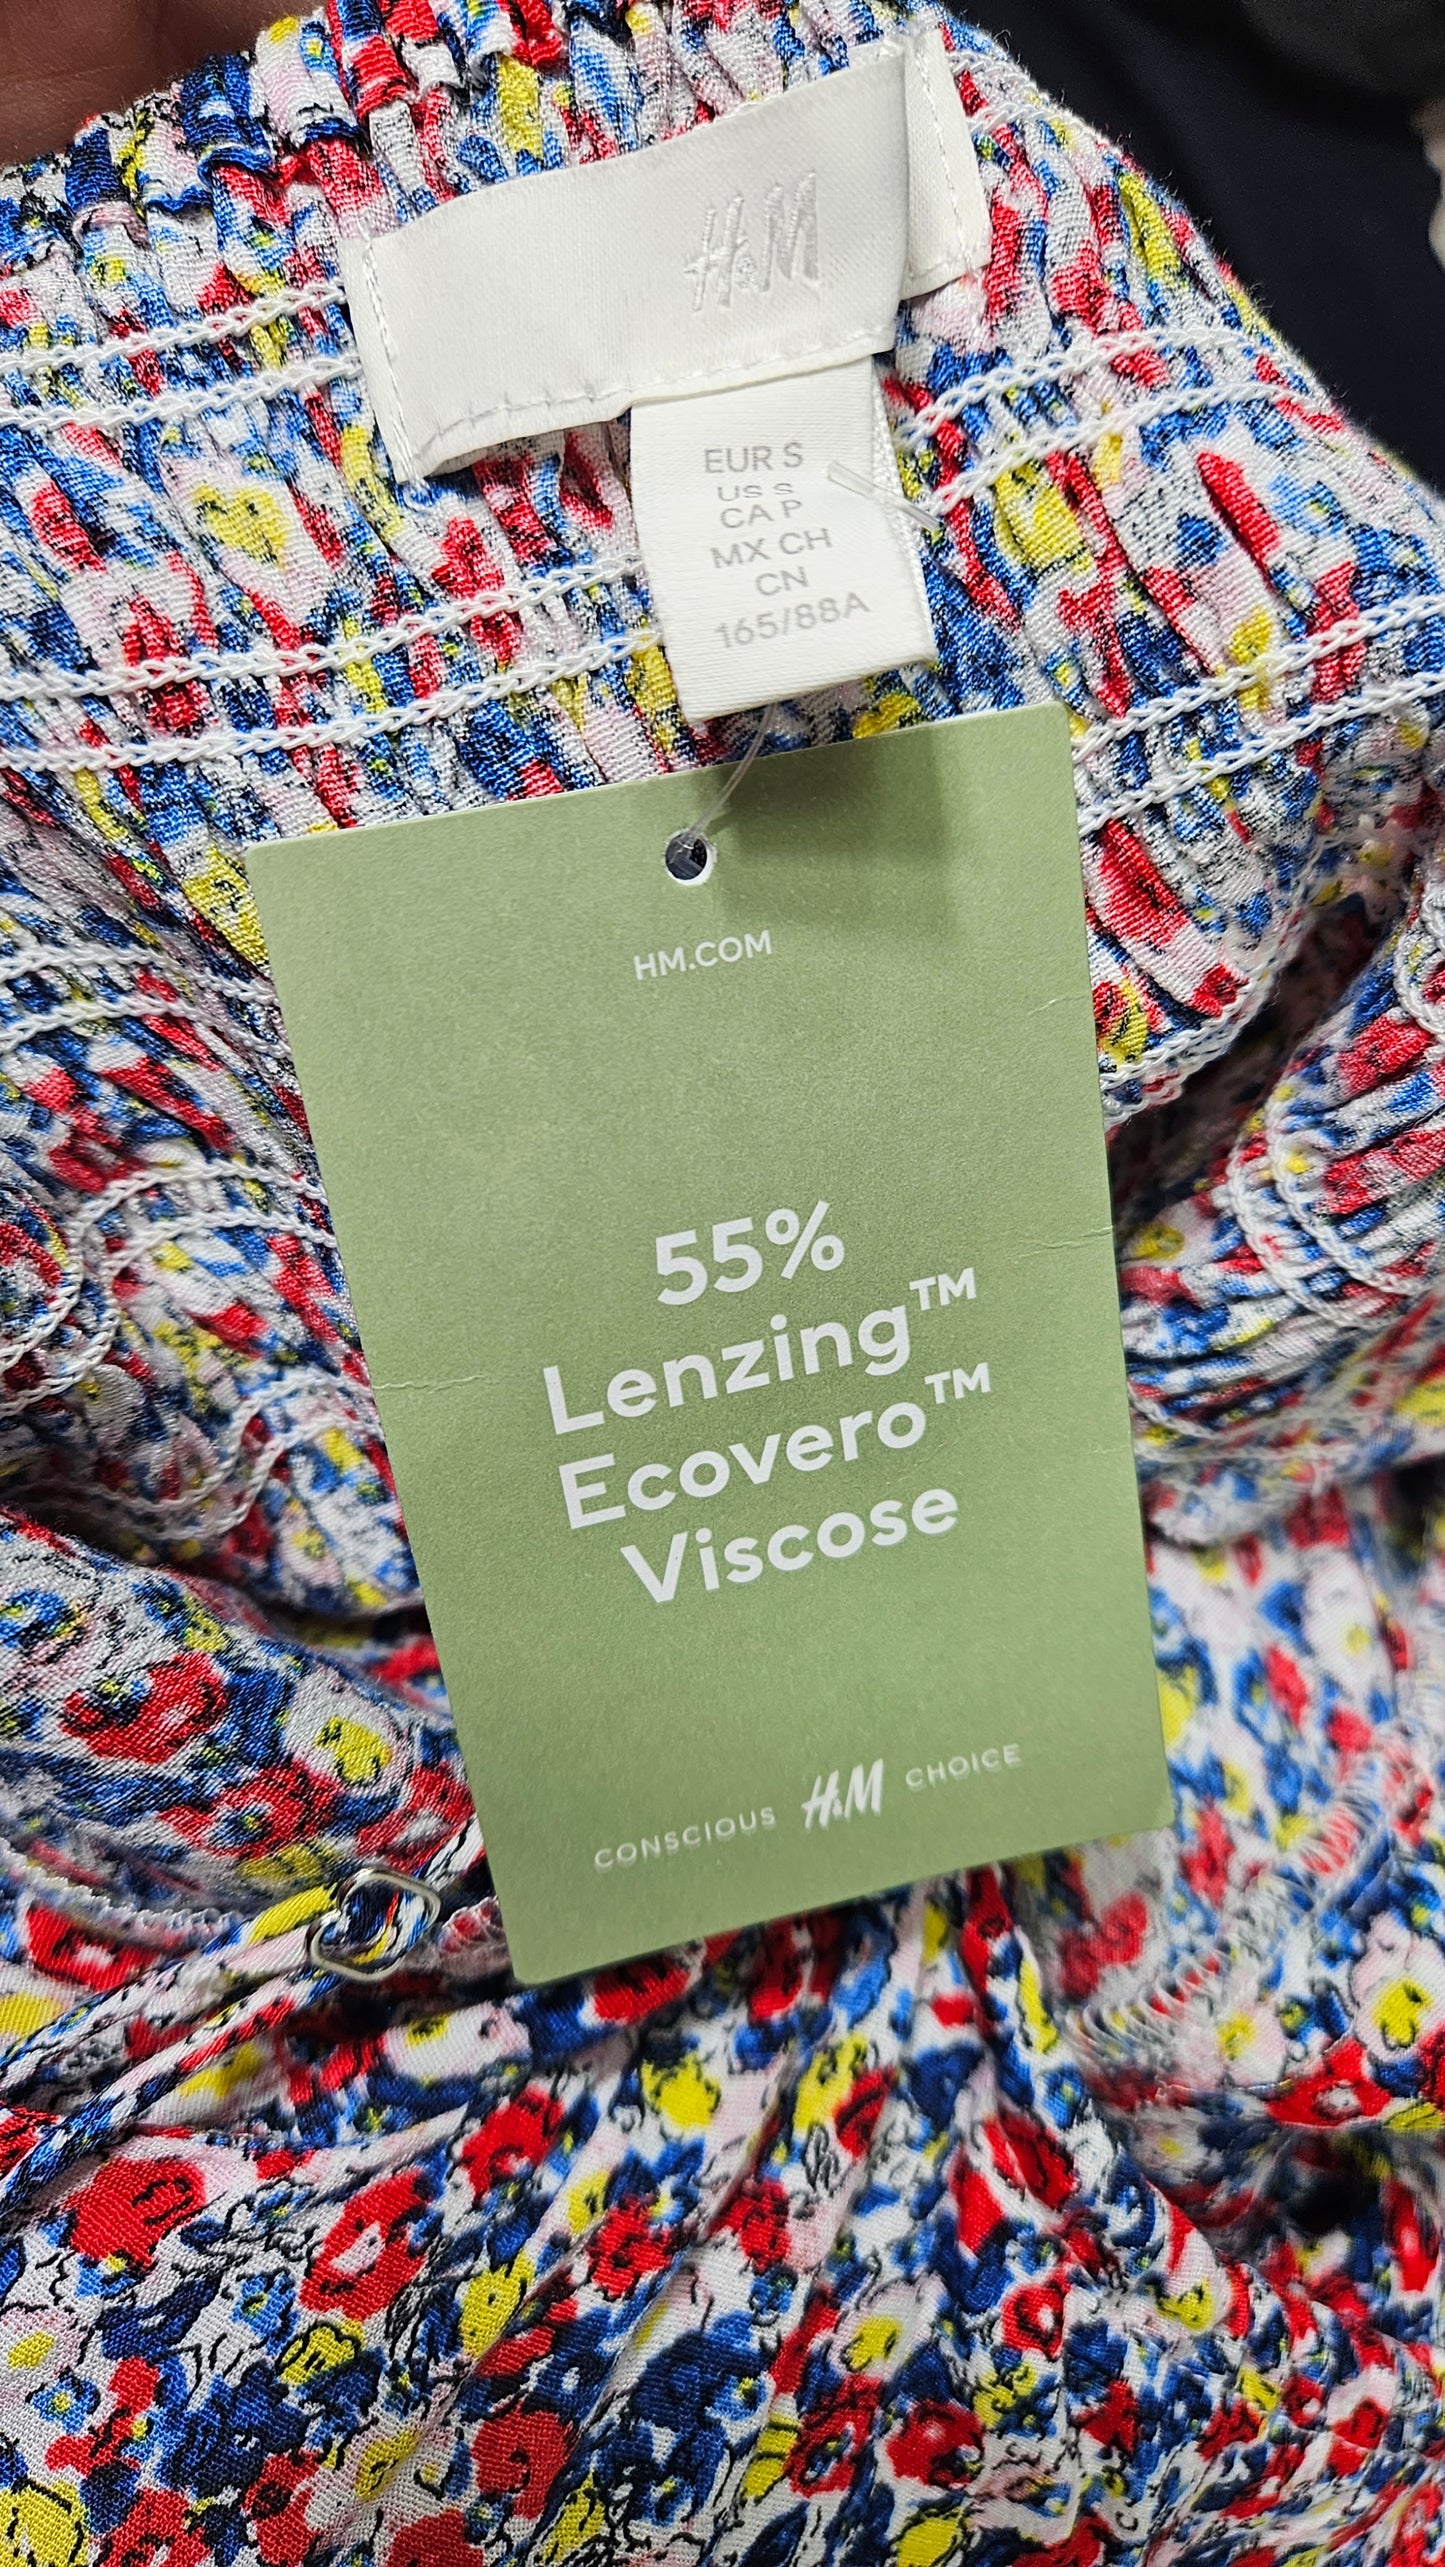 H&M
EUR S
US S
CA P
MX CH
CN
165/88A
HM.COM
55%
Lenzing™
Ecovero™
Viscose
CONSCIOUS H&M CHOICE